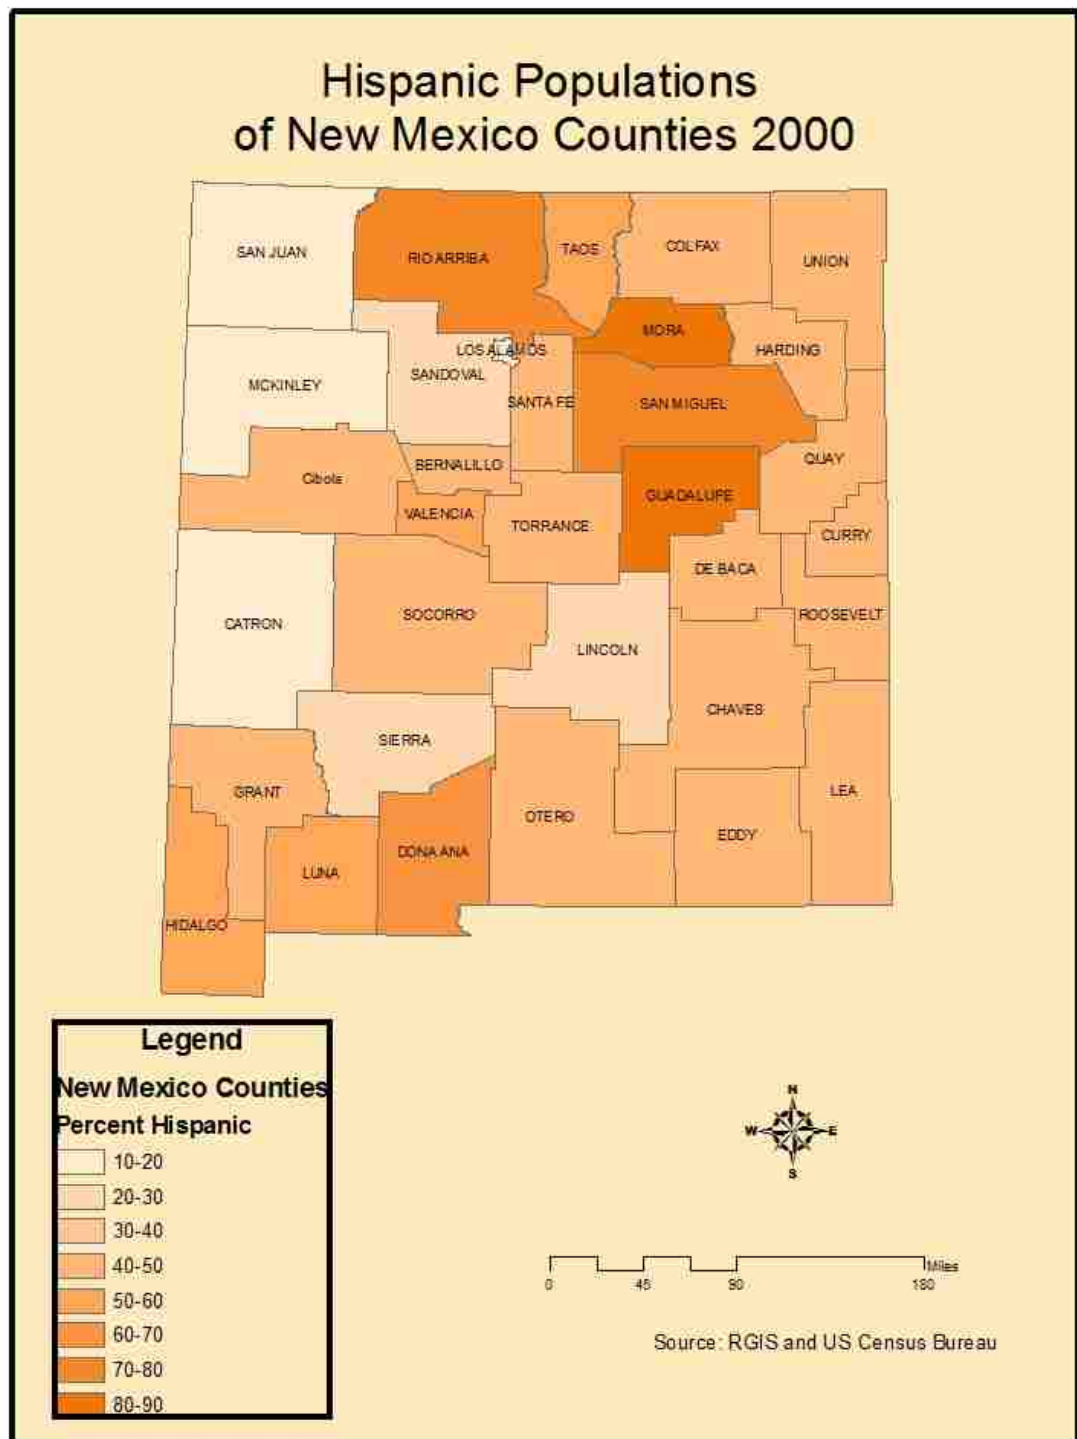 Hispanic Populations
of New Mexico Counties 2000
SAN JUAN
RIO ARRIBA
TAOS
COLFAX
UNION
MORA
HARDING
LOS ALAMOS
SANDOVAL
MCKINLEY
SANTA FE
SAN MIGUEL
BERNALILLO
QUAY
Cibola
GUADALUPE
VALENCIA
TORRANCE
CURRY
DE BACA
SOCORRO
ROOSEVELT
CATRON
LINCOLN
CHAVES
SIERRA
GRANT
LEA
OTERO
EDDY
DONA ANA
LUNA
HIDALGO
Legend
New Mexico Counties
Percent Hispanic
10-20
20-30
30-40
40-50
50-60
60-70
70-80
80-90
N
W E
S
Miles
0 45 90 180
Source: RGIS and US Census Bureau